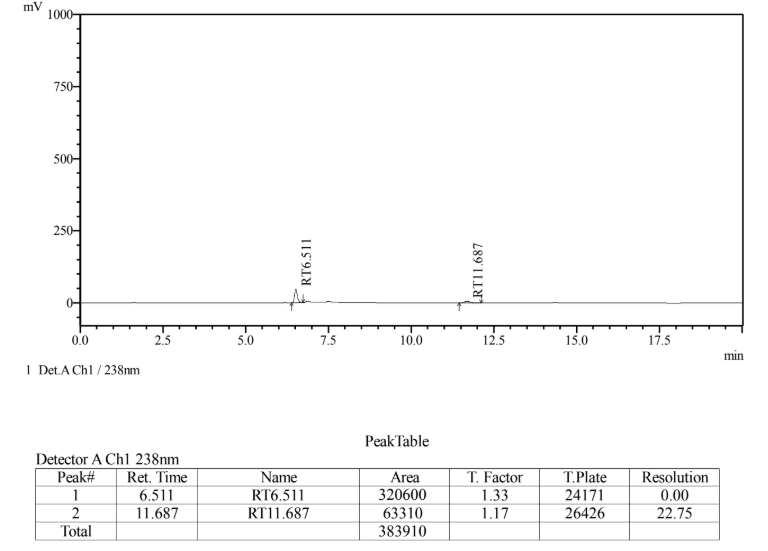 mV
1000
750
500
250
0
RT6.511
RT11.687
0.0 2.5 5.0 7.5 10.0 12.5 15.0 17.5
min
1 Det.A Ch1 / 238nm
PeakTable
Detector A Ch1 238nm
Peak# Ret. Time Name Area T. Factor T.Plate Resolution
1 6.511 RT6.511 320600 1.33 24171 0.00
2 11.687 RT11.687 63310 1.17 26426 22.75
Total 383910